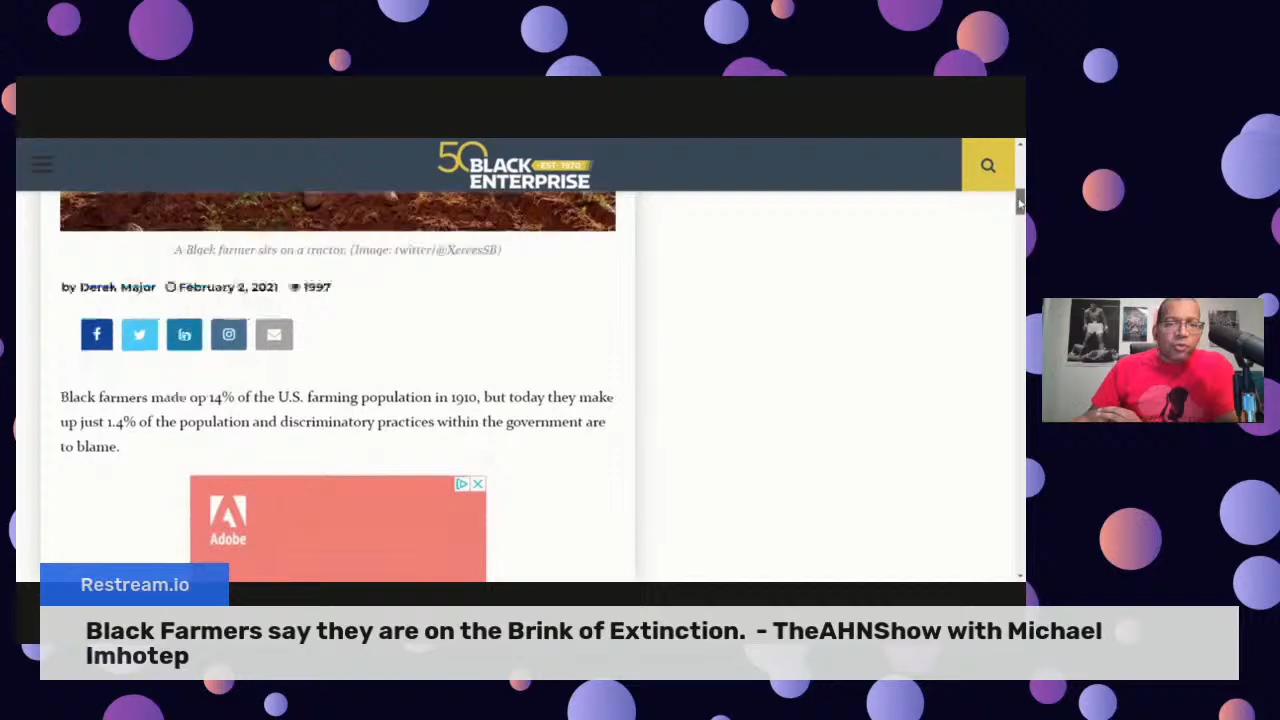 50 BLACK EST. 1970
ENTERPRISE
A Black farmer sits on a tractor. (Image: twitter/@XercesSB)
by Derek Major February 2, 2021 1997
Black farmers made op 14% of the U.S. farming population in 1910, but today they make
up just 1.4% of the population and discriminatory practices within the government are
to blame.
Adobe
Restream.io
Black Farmers say they are on the Brink of Extinction. - TheAHNShow with Michael
Imhotep